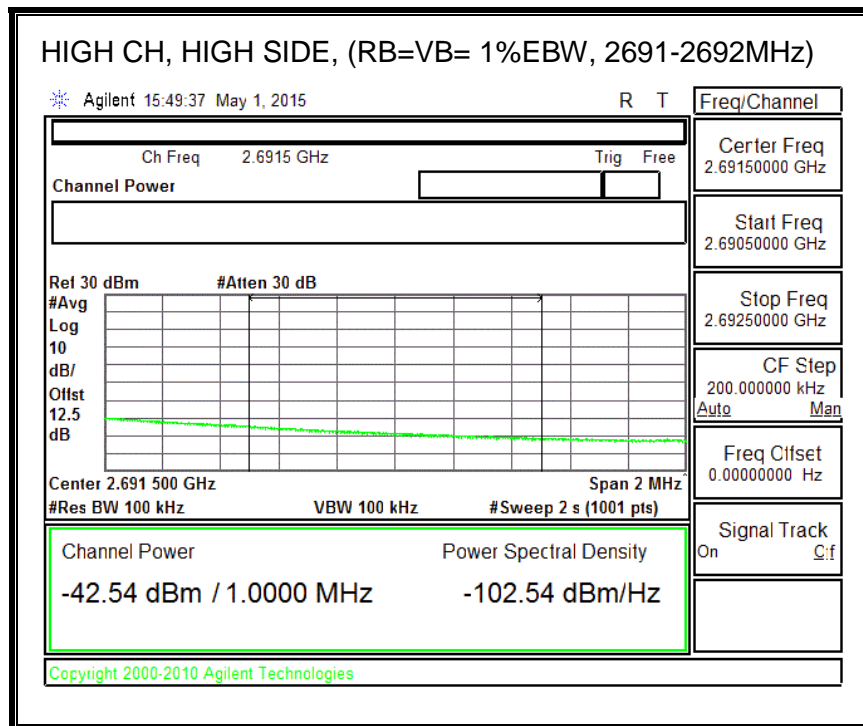 HIGH CH, HIGH SIDE, (RB=VB= 1%EBW, 2691-2692MHz)
Agilent 15:49:37 May 1, 2015 R T
Ch Freq 2.6915 GHz Trig Free
Channel Power
Ref 30 dBm #Atten 30 dB
#Avg
Log
10
dB/
Offst
12.5
dB
Center 2.691 500 GHz Span 2 MHz^
#Res BW 100 kHz VBW 100 kHz #Sweep 2 s (1001 pts)
Channel Power Power Spectral Density
-42.54 dBm / 1.0000 MHz -102.54 dBm/Hz
Copyright 2000-2010 Agilent Technologies
Freq/Channel
Center Freq
2.69150000 GHz
Start Freq
2.69050000 GHz
Stop Freq
2.69250000 GHz
CF Step
200.000000 kHz
Auto Man
Freq Offset
0.00000000 Hz
Signal Track
On Off